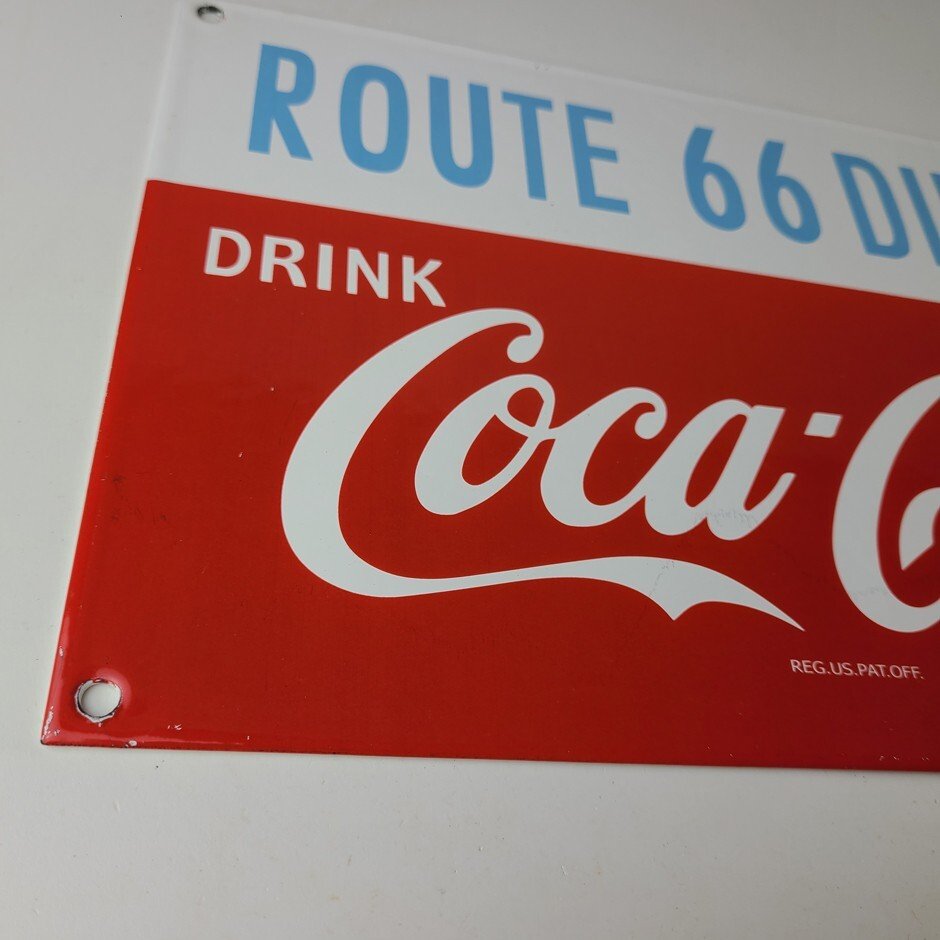 ROUTE 66
DRINK
Coca-
REG.US.PAT.OFF.